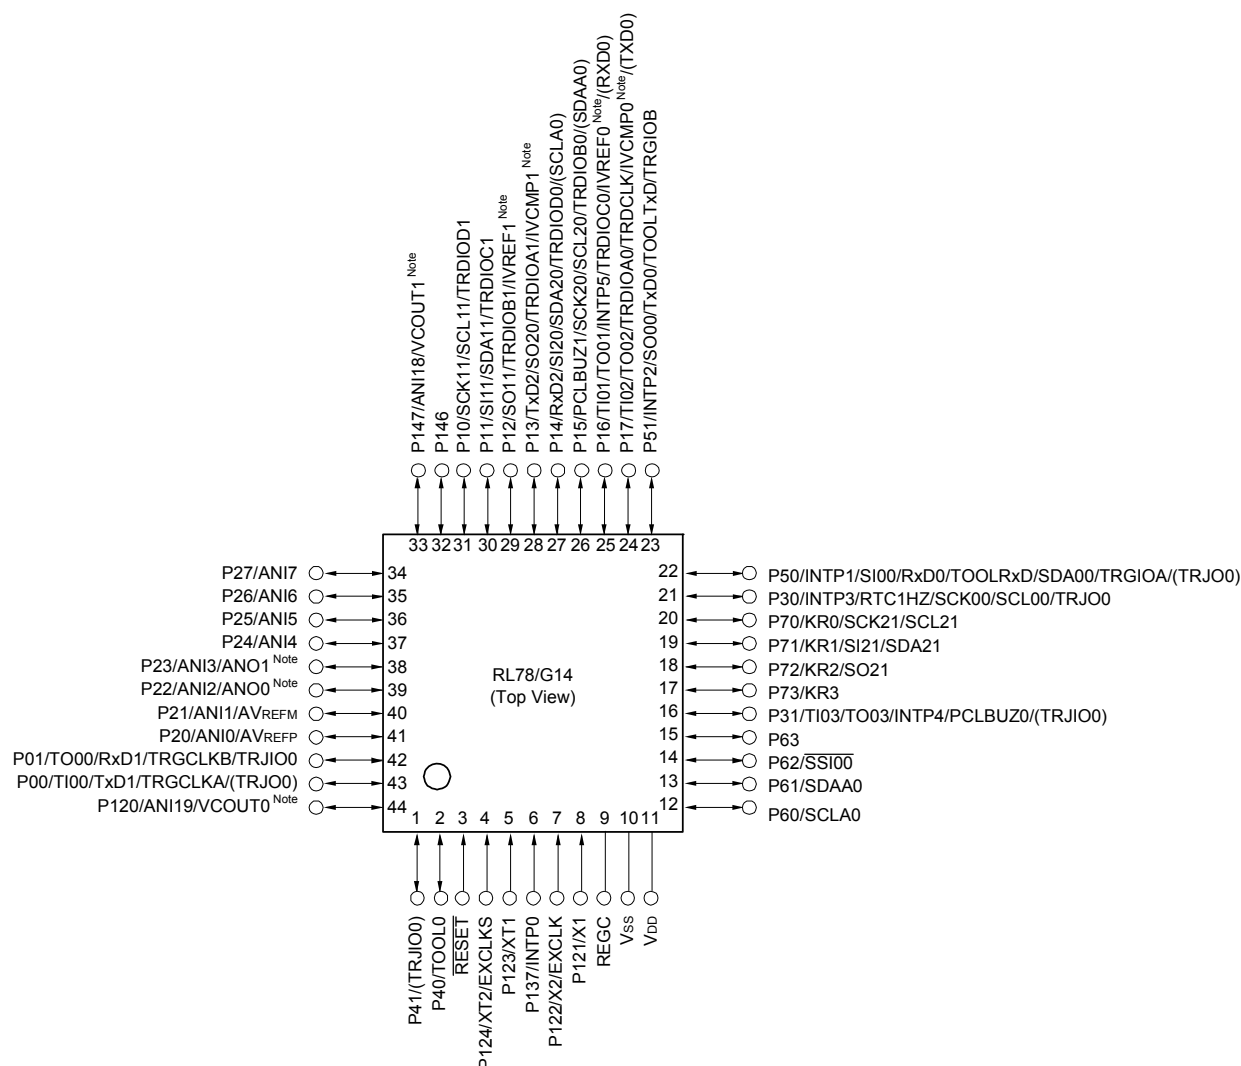 P147/ANI18/VCOUT1 Note
P146
P10/SCK11/SCL11/TRDIOD1
P11/SI11/SDA11/TRDIOC1
P12/SO11/TRDIOB1/IVREF1 Note
P13/TxD2/SO20/TRDIOA1/IVCMP1 Note
P14/RxD2/SI20/SDA20/TRDIOD0/(SCLA0)
P15/PCLBUZ1/SCK20/SCL20/TRDIOB0/(SDAA0)
P16/TI01/TO01/INTP5/TRDIOC0/IVREF0 Note/(RXD0)
P17/TI02/TO02/TRDIOA0/TRDCLK/IVCMP0 Note/(TXD0)
P51/INTP2/SO00/TxD0/TOOLTxD/TRGIOB
33 32 31 30 29 28 27 26 25 24 23
P27/ANI7 34
P26/ANI6 35
P25/ANI5 36
P24/ANI4 37
P23/ANI3/ANO1 Note 38
P22/ANI2/ANO0 Note 39
P21/ANI1/AVREFM 40
P20/ANI0/AVREFP 41
P01/TO00/RxD1/TRGCLKB/TRJIO0 42
P00/TI00/TxD1/TRGCLKA/(TRJO0) 43
P120/ANI19/VCOUT0 Note 44
RL78/G14
(Top View)
22 P50/INTP1/SI00/RxD0/TOOLRxD/SDA00/TRGIOA/(TRJO0)
21 P30/INTP3/RTC1HZ/SCK00/SCL00/TRJO0
20 P70/KR0/SCK21/SCL21
19 P71/KR1/SI21/SDA21
18 P72/KR2/SO21
17 P73/KR3
16 P31/TI03/TO03/INTP4/PCLBUZ0/(TRJIO0)
15 P63
14 P62/SSI00
13 P61/SDAA0
12 P60/SCLA0
1 2 3 4 5 6 7 8 9 10 11
P41/(TRJIO0)
P40/TOOL0
RESET
P124/XT2/EXCLKS
P123/XT1
P137/INTP0
P122/X2/EXCLK
P121/X1
REGC
VSS
VDD